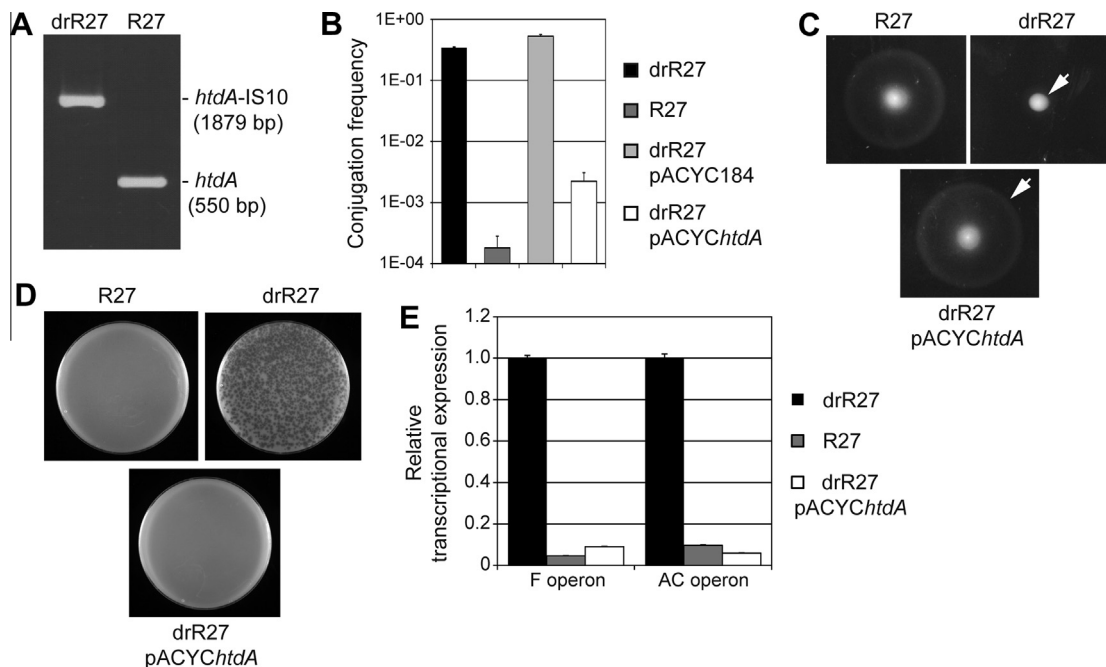 A
drR27 R27
- htdA-IS10
(1879 bp)
- htdA
(550 bp)
B
Conjugation frequency
1E+00
1E-01
1E-02
1E-03
1E-04
drR27
R27
drR27
pACYC184
drR27
pACYChtdA
C
R27 drR27
drR27
pACYChtdA
D
R27 drR27
drR27
pACYChtdA
E
Relative
transcriptional expression
1.2
1.0
0.8
0.6
0.4
0.2
0
F operon AC operon
drR27
R27
drR27
pACYChtdA